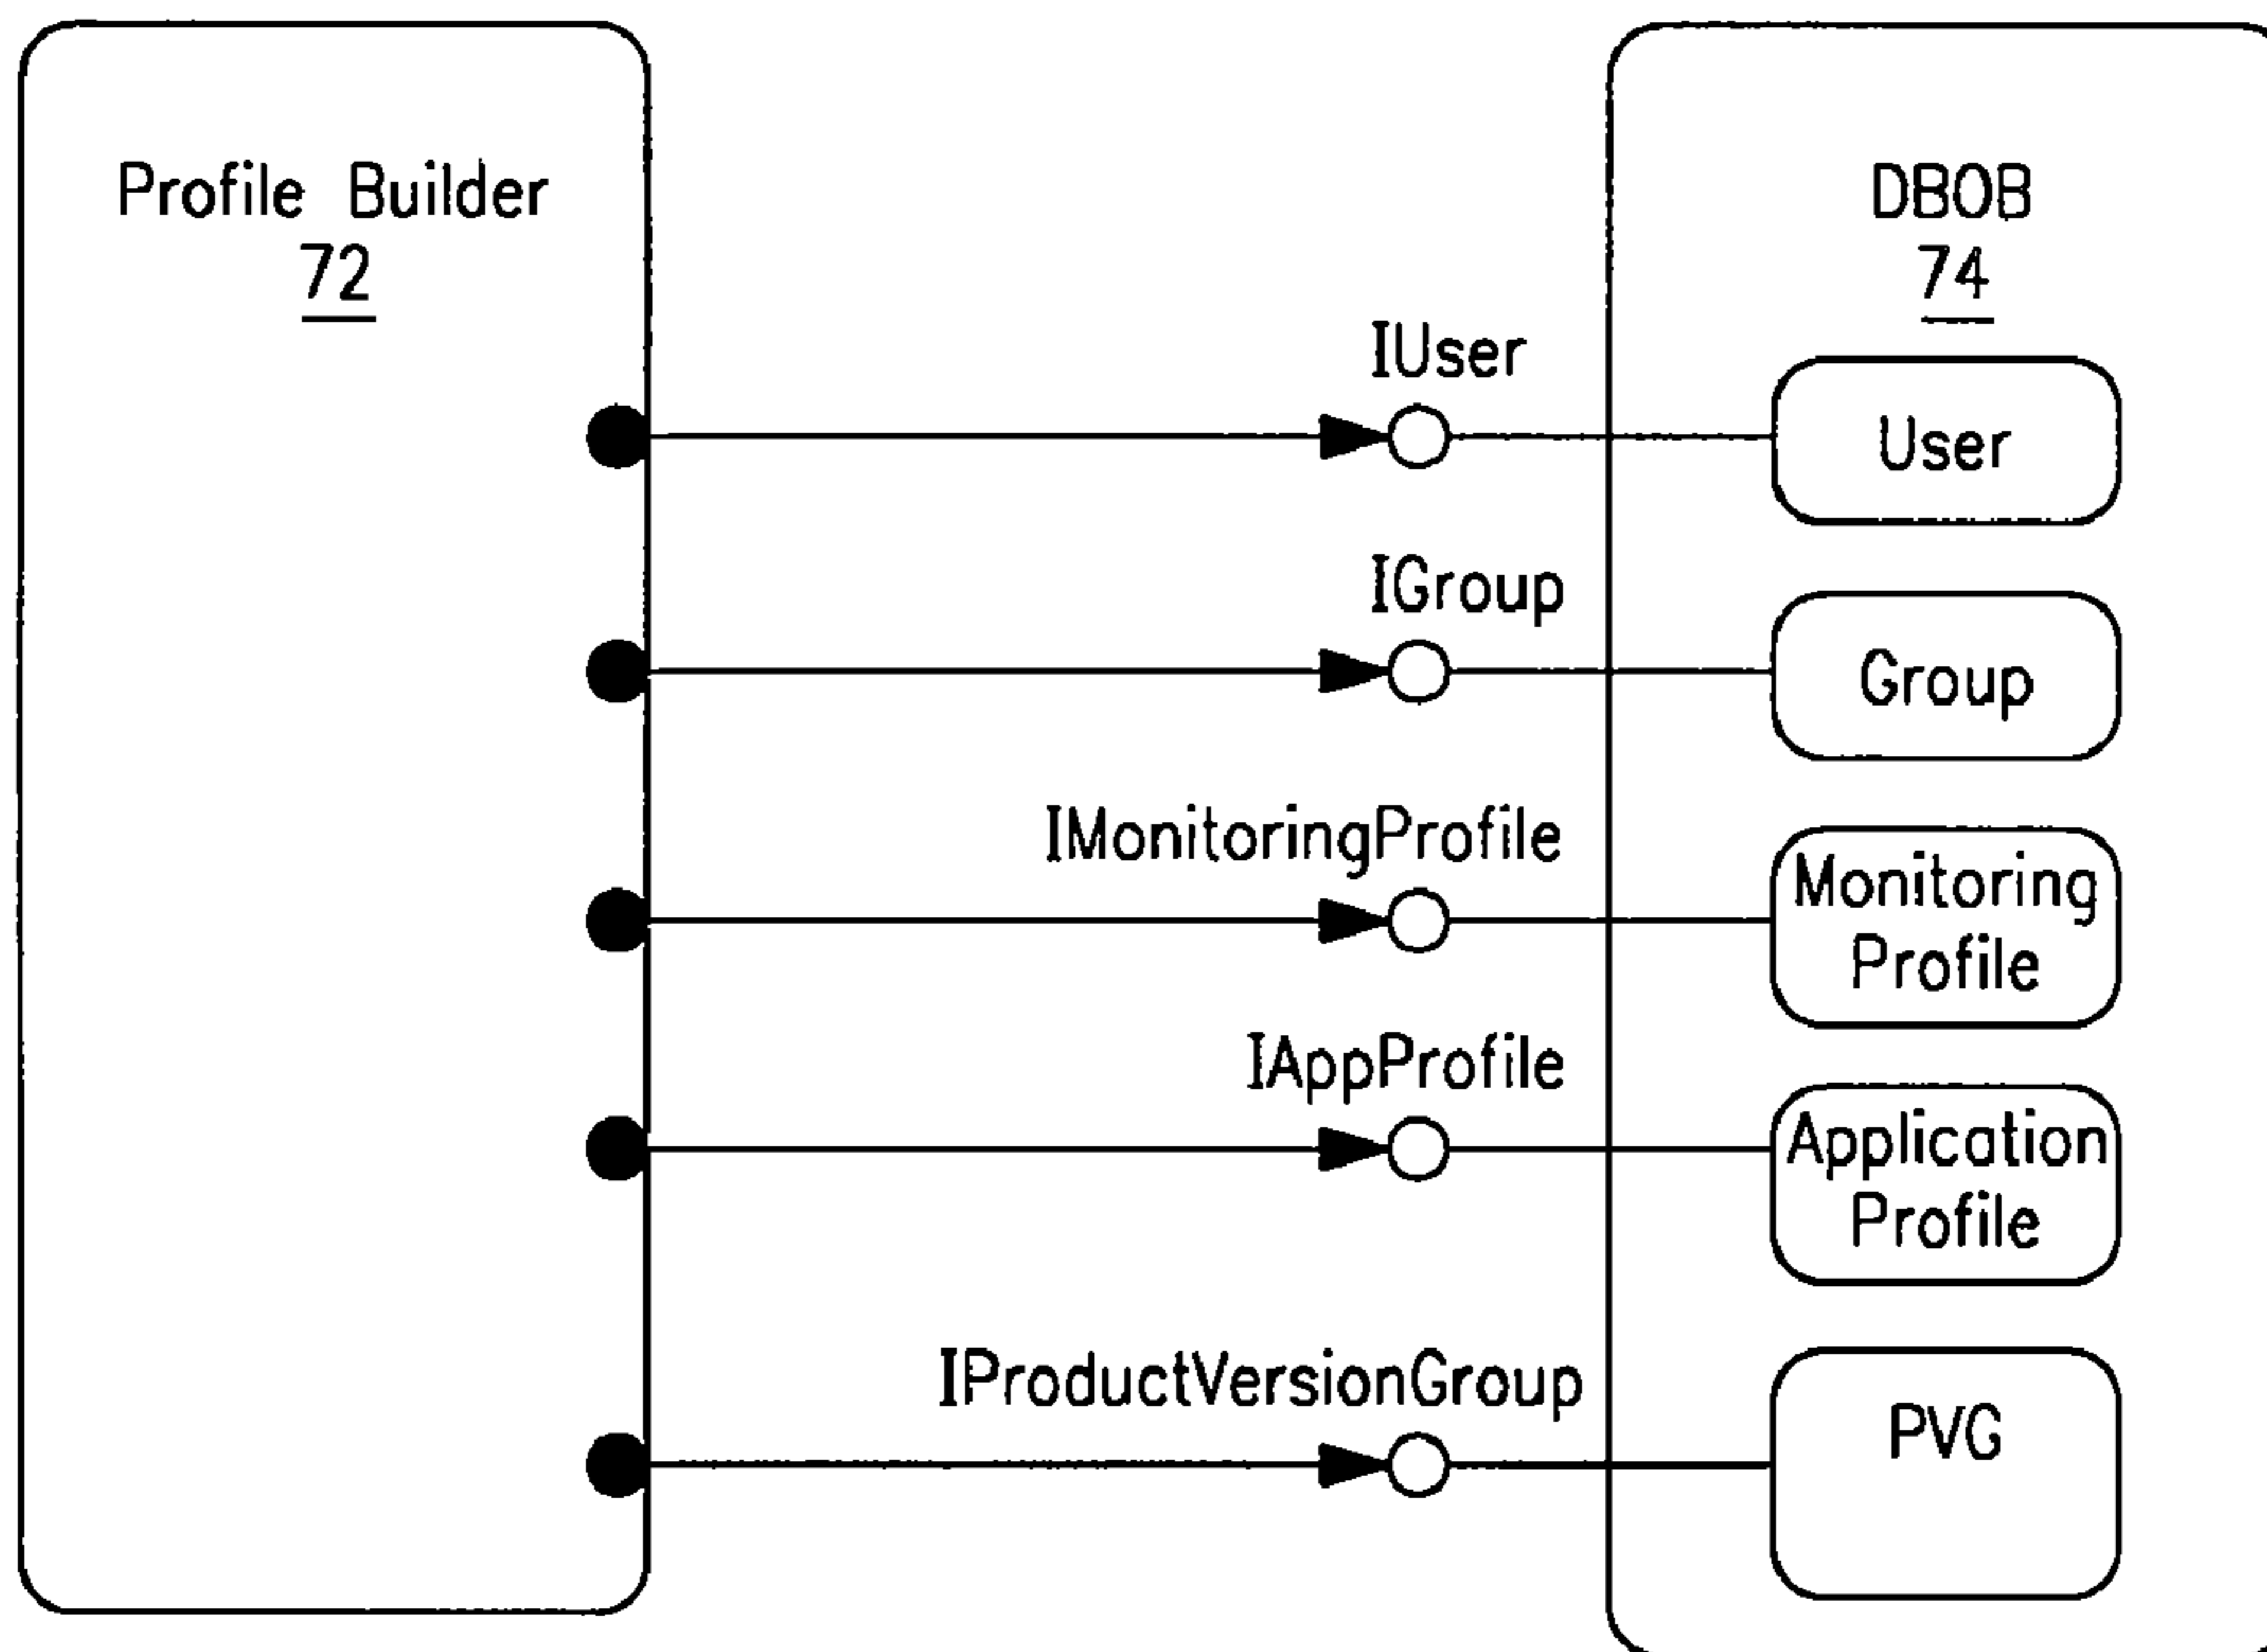 Profile Builder
72
DBOB
74
IUser
User
IGroup
Group
IMonitoringProfile
Monitoring
Profile
IAppProfile
Application
Profile
IProductVersionGroup
PVG